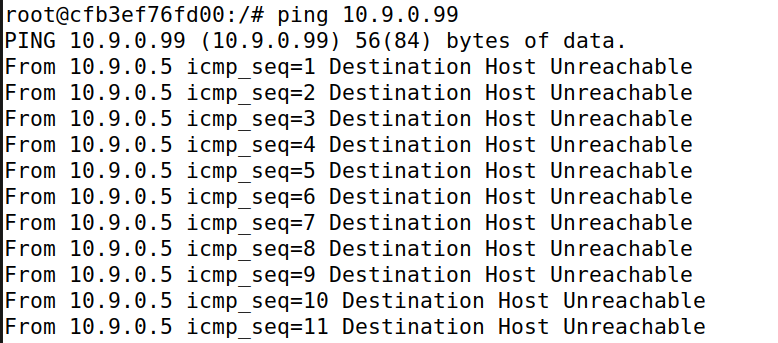 root@cfb3ef76fd00:/# ping 10.9.0.99
PING 10.9.0.99 (10.9.0.99) 56(84) bytes of data.
From 10.9.0.5 icmp_seq=1 Destination Host Unreachable
From 10.9.0.5 icmp_seq=2 Destination Host Unreachable
From 10.9.0.5 icmp_seq=3 Destination Host Unreachable
From 10.9.0.5 icmp_seq=4 Destination Host Unreachable
From 10.9.0.5 icmp_seq=5 Destination Host Unreachable
From 10.9.0.5 icmp_seq=6 Destination Host Unreachable
From 10.9.0.5 icmp_seq=7 Destination Host Unreachable
From 10.9.0.5 icmp_seq=8 Destination Host Unreachable
From 10.9.0.5 icmp_seq=9 Destination Host Unreachable
From 10.9.0.5 icmp_seq=10 Destination Host Unreachable
From 10.9.0.5 icmp_seq=11 Destination Host Unreachable